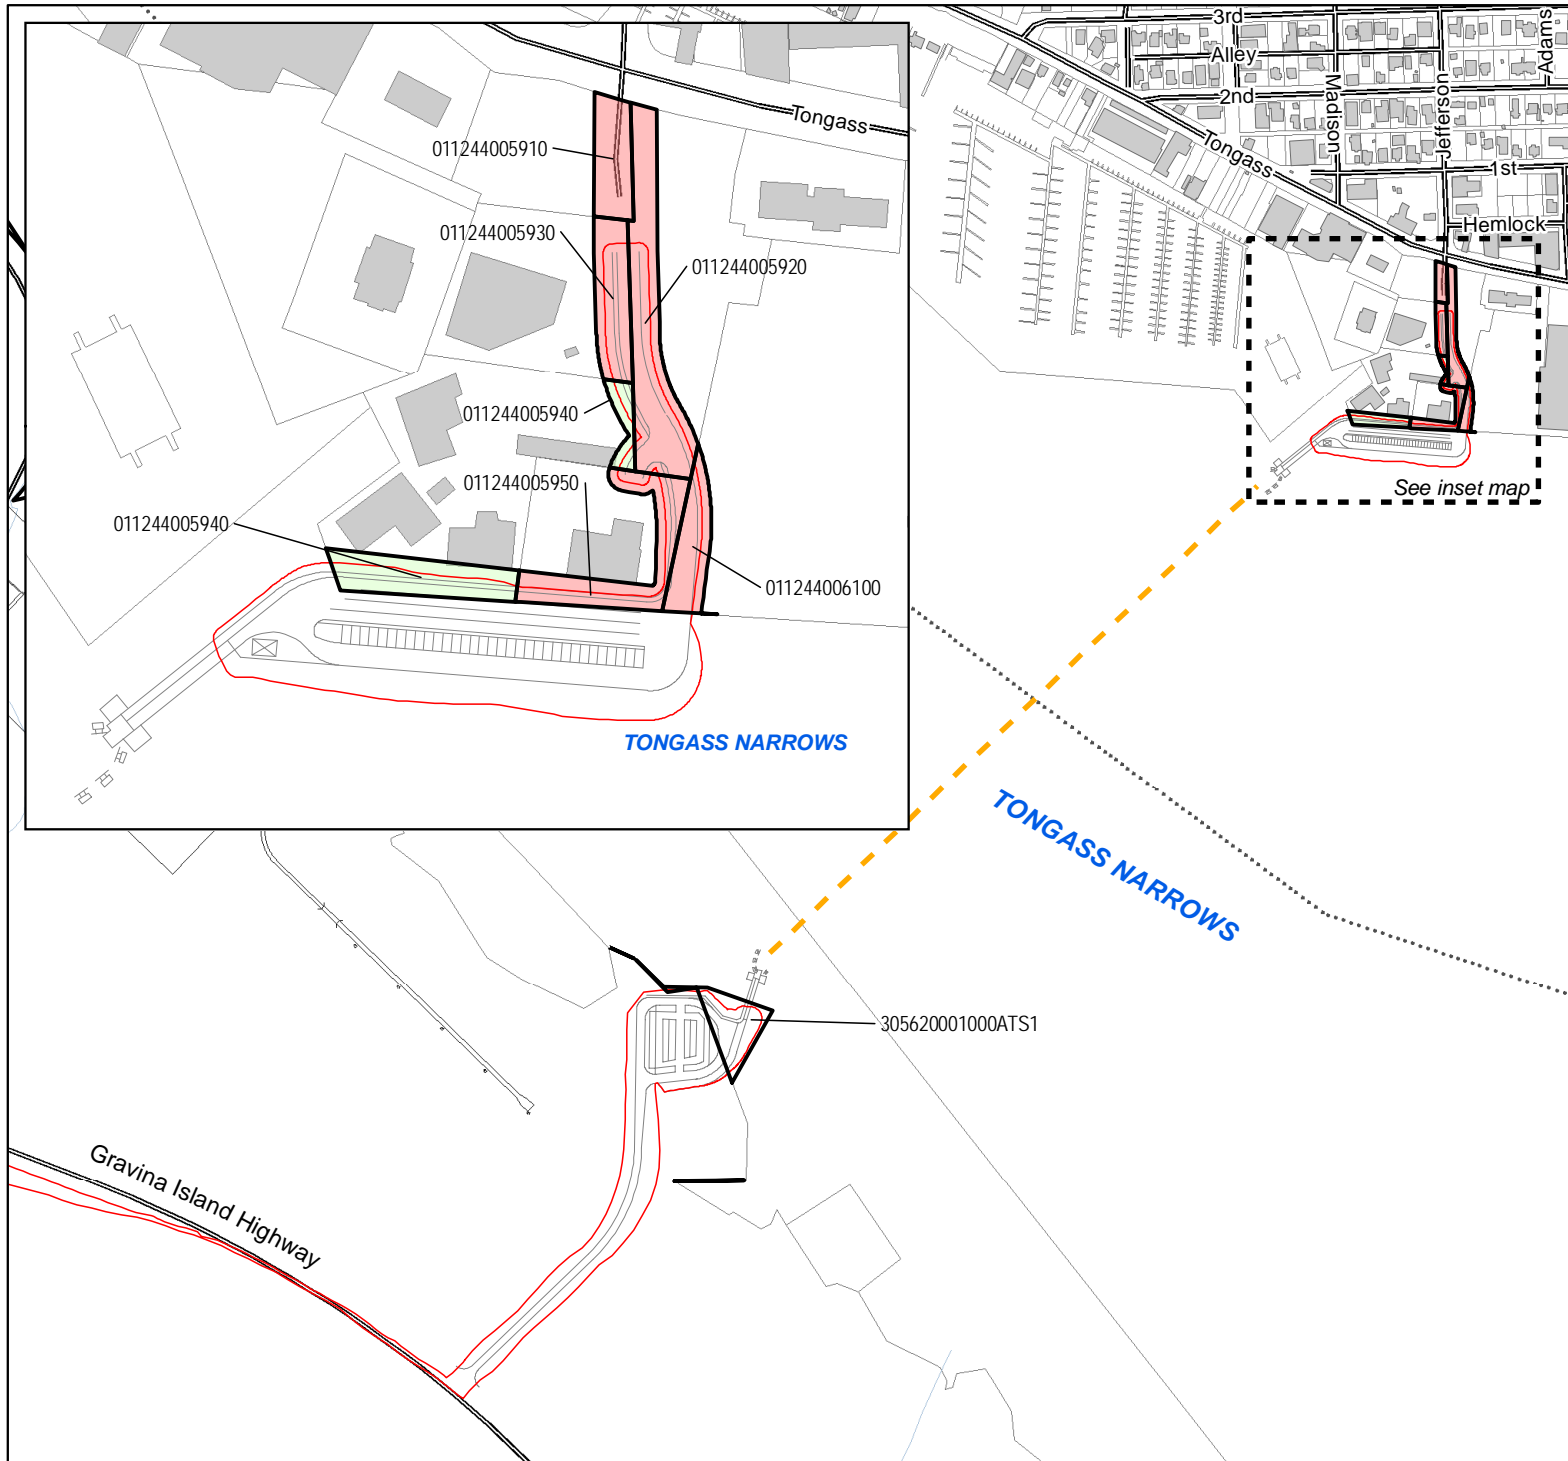 3rd
Alley
2nd
Madison
Jefferson
Adams
Tongass
1st
Hemlock
See inset map
Tongass
011244005910
011244005930
011244005920
011244005940
011244005950
011244005940
011244006100
TONGASS NARROWS
TONGASS NARROWS
305620001000ATS1
Gravina Island Highway